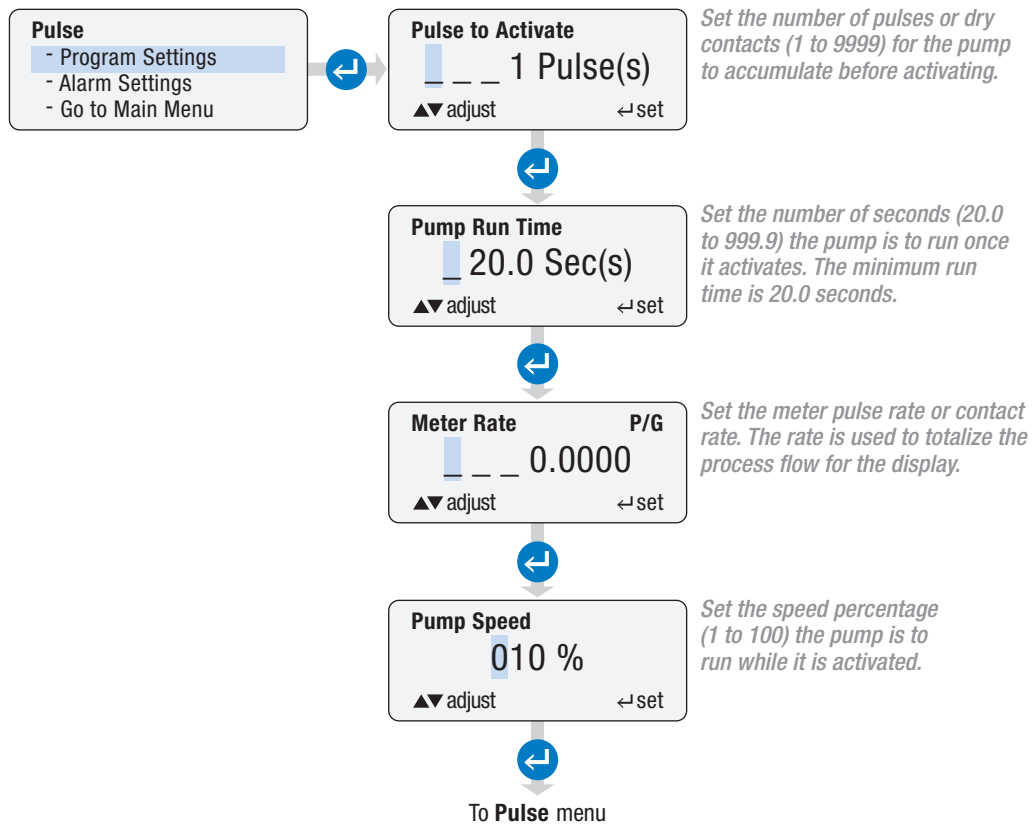 Pulse
- Program Settings
- Alarm Settings
- Go to Main Menu
Pulse to Activate
_ _ _ 1 Pulse(s)
▲▼ adjust ↵ set
Set the number of pulses or dry
contacts (1 to 9999) for the pump
to accumulate before activating.
Pump Run Time
_ 20.0 Sec(s)
▲▼ adjust ↵ set
Set the number of seconds (20.0
to 999.9) the pump is to run once
it activates. The minimum run
time is 20.0 seconds.
Meter Rate P/G
_ _ _ 0.0000
▲▼ adjust ↵ set
Set the meter pulse rate or contact
rate. The rate is used to totalize the
process flow for the display.
Pump Speed
010 %
▲▼ adjust ↵ set
Set the speed percentage
(1 to 100) the pump is to
run while it is activated.
To Pulse menu